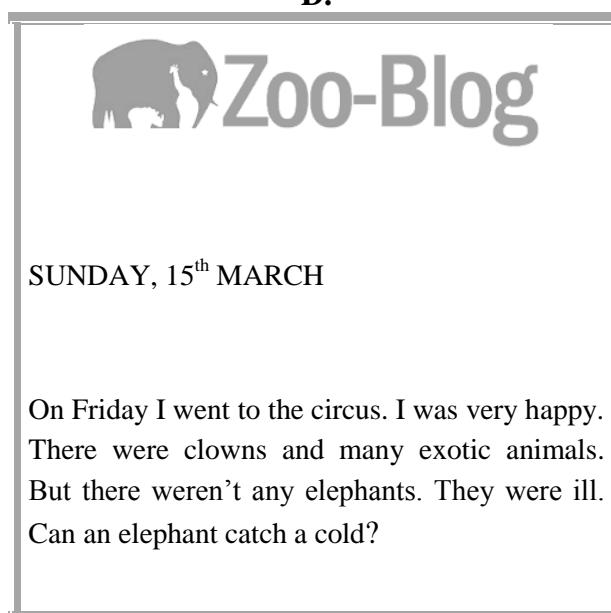 D.
Zoo-Blog
SUNDAY, 15th MARCH
On Friday I went to the circus. I was very happy.
There were clowns and many exotic animals.
But there weren't any elephants. They were ill.
Can an elephant catch a cold?